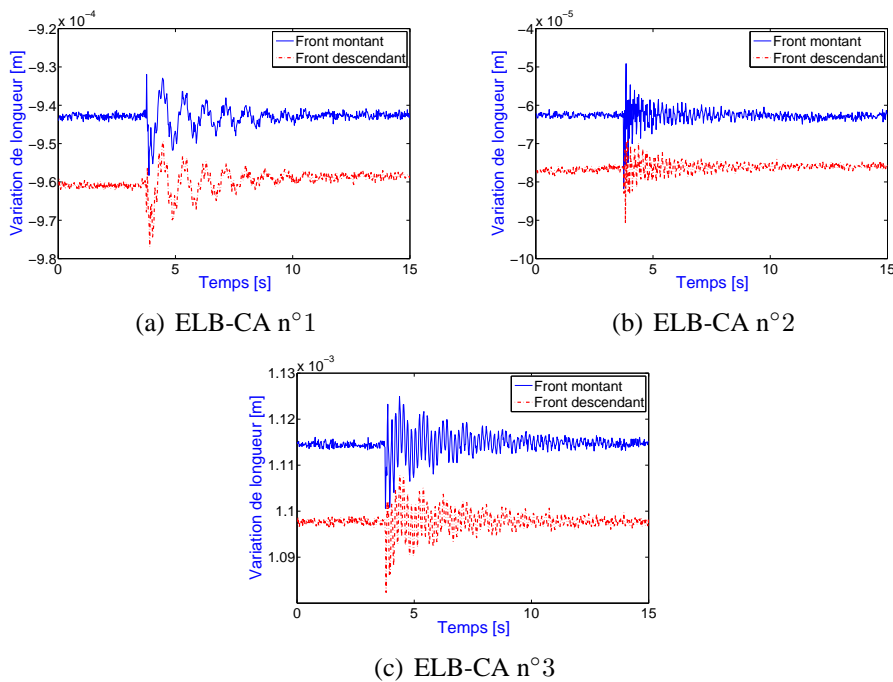 x 10⁻⁴
−9.2
−9.3
−9.4
−9.5
−9.6
−9.7
−9.8
0
5
10
15
Variation de longueur [m]
Temps [s]
Front montant
Front descendant
(a) ELB-CA n°1
x 10⁻⁵
−4
−5
−6
−7
−8
−9
−10
0
5
10
15
Variation de longueur [m]
Temps [s]
Front montant
Front descendant
(b) ELB-CA n°2
x 10⁻³
1.13
1.12
1.11
1.1
1.09
0
5
10
15
Variation de longueur [m]
Temps [s]
Front montant
Front descendant
(c) ELB-CA n°3